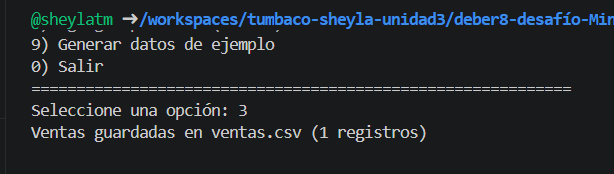 @sheylatm ➜/workspaces/tumbaco-sheyla-unidad3/deber8-desafío-Min
9) Generar datos de ejemplo
0) Salir
============================================================
Seleccione una opción: 3
Ventas guardadas en ventas.csv (1 registros)